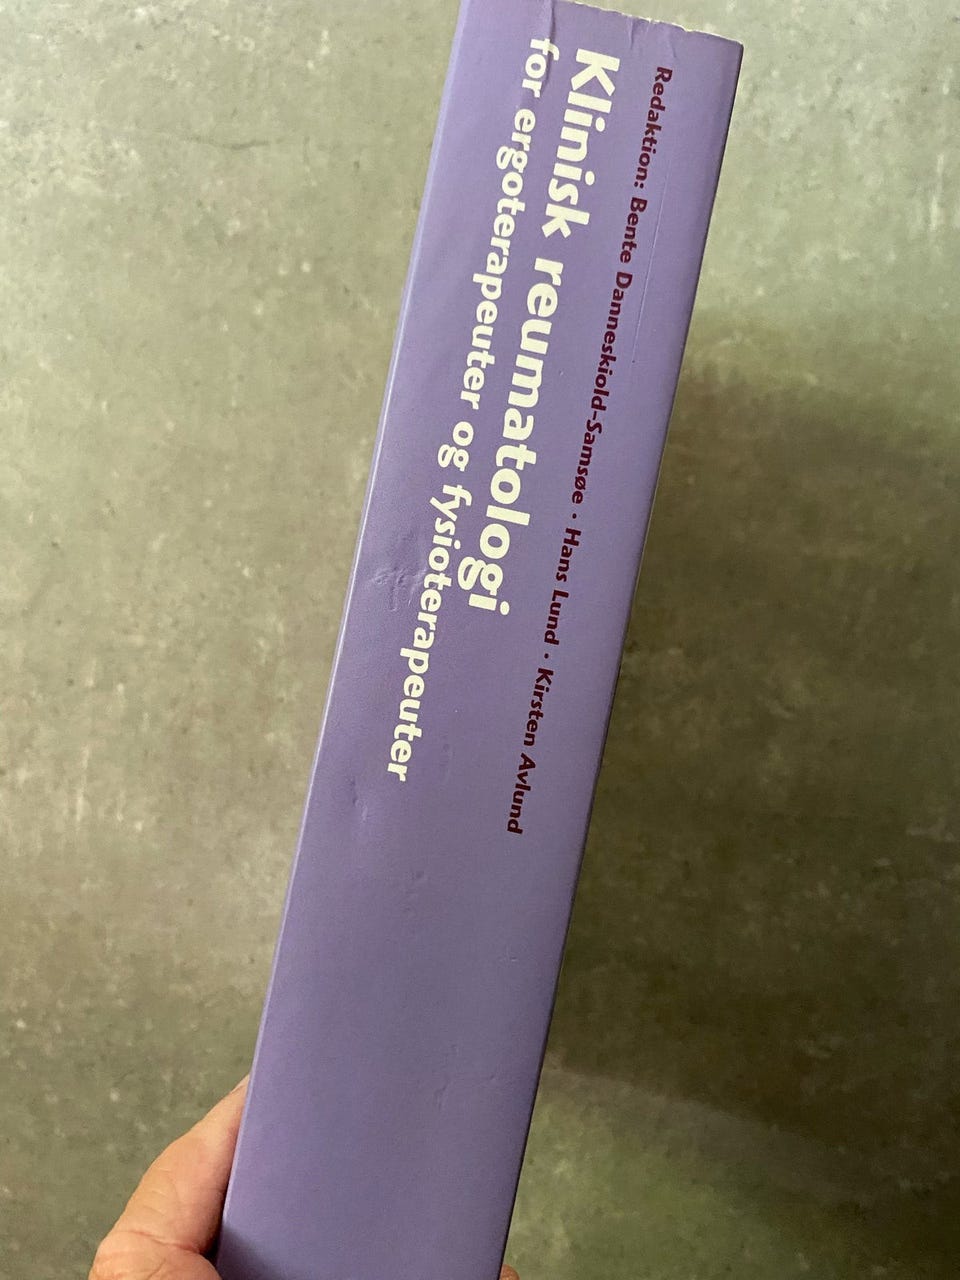 Redaktion: Bente Danneskiold-Samsøe · Hans Lund · Kirsten Avlund
Klinisk reumatologi
for ergoterapeuter og fysioterapeuter